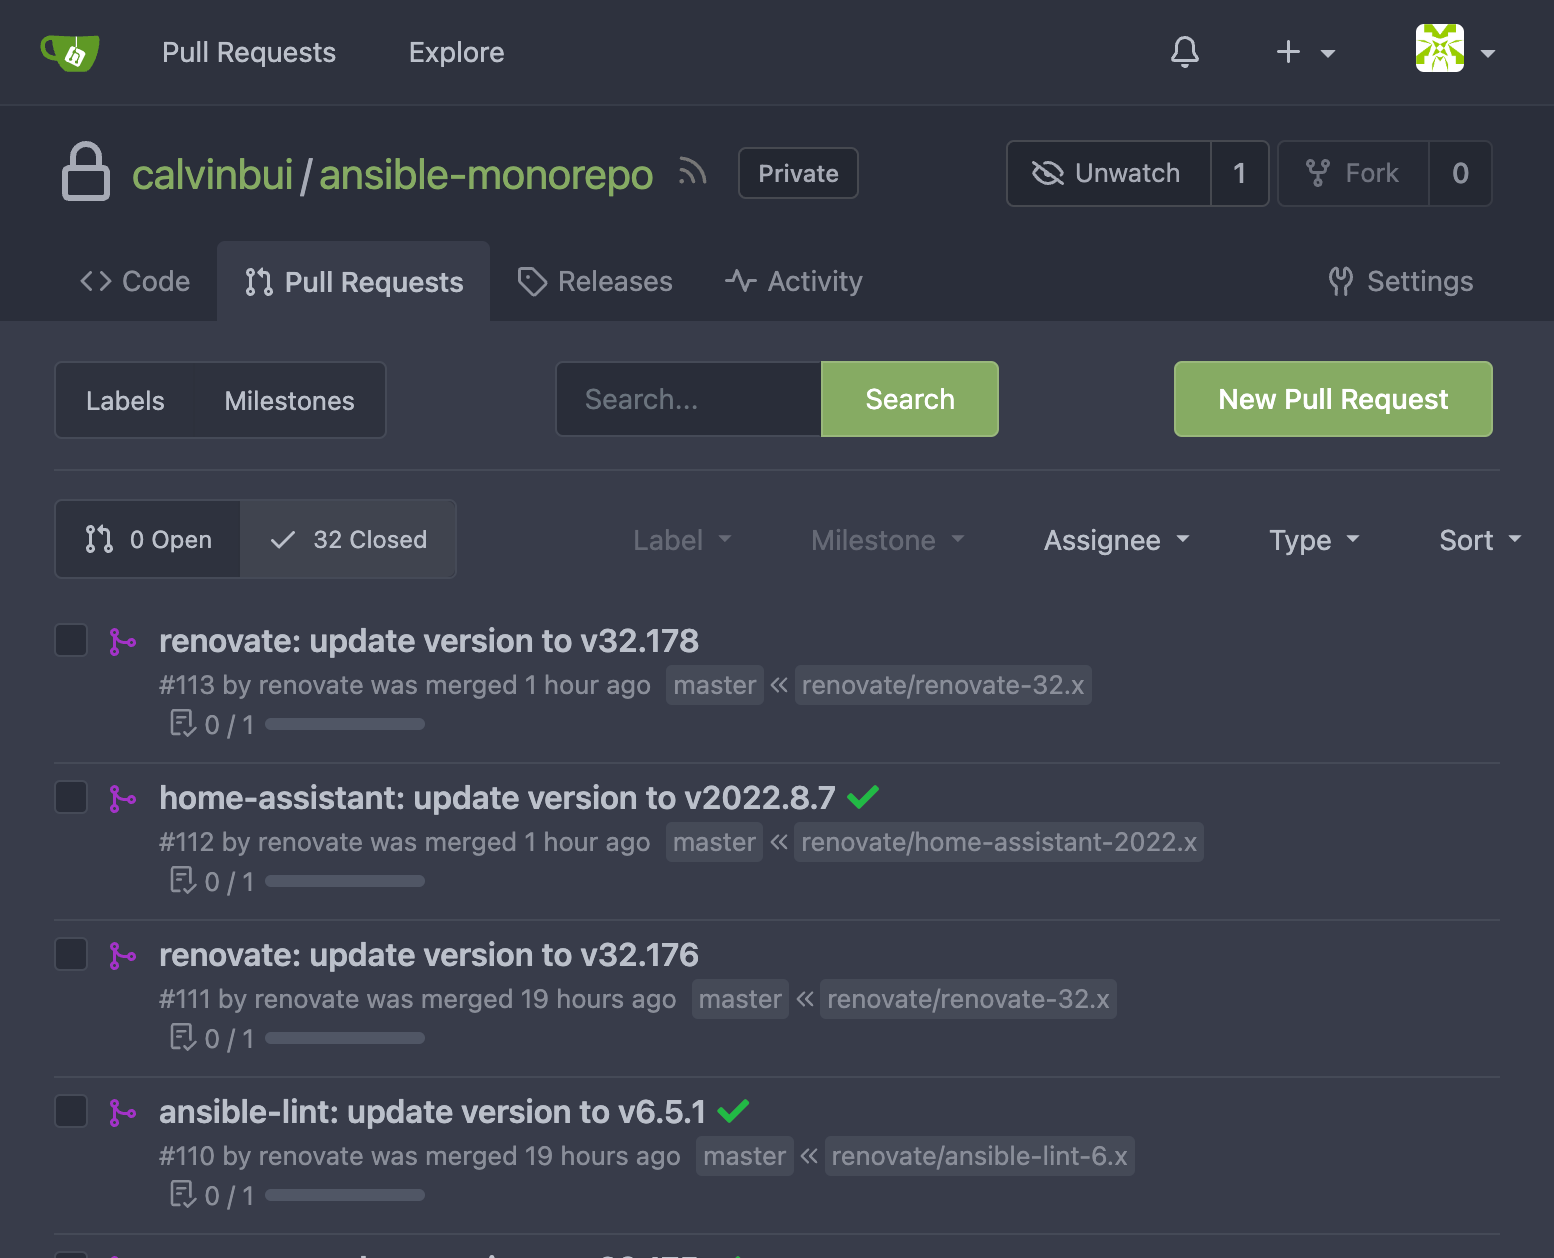 Pull Requests Explore
calvinbui/ansible-monorepo Private Unwatch 1 Fork 0
Code Pull Requests Releases Activity Settings
Labels Milestones Search... Search New Pull Request
0 Open 32 Closed Label Milestone Assignee Type Sort
renovate: update version to v32.178
#113 by renovate was merged 1 hour ago master « renovate/renovate-32.x
0 / 1
home-assistant: update version to v2022.8.7
#112 by renovate was merged 1 hour ago master « renovate/home-assistant-2022.x
0 / 1
renovate: update version to v32.176
#111 by renovate was merged 19 hours ago master « renovate/renovate-32.x
0 / 1
ansible-lint: update version to v6.5.1
#110 by renovate was merged 19 hours ago master « renovate/ansible-lint-6.x
0 / 1